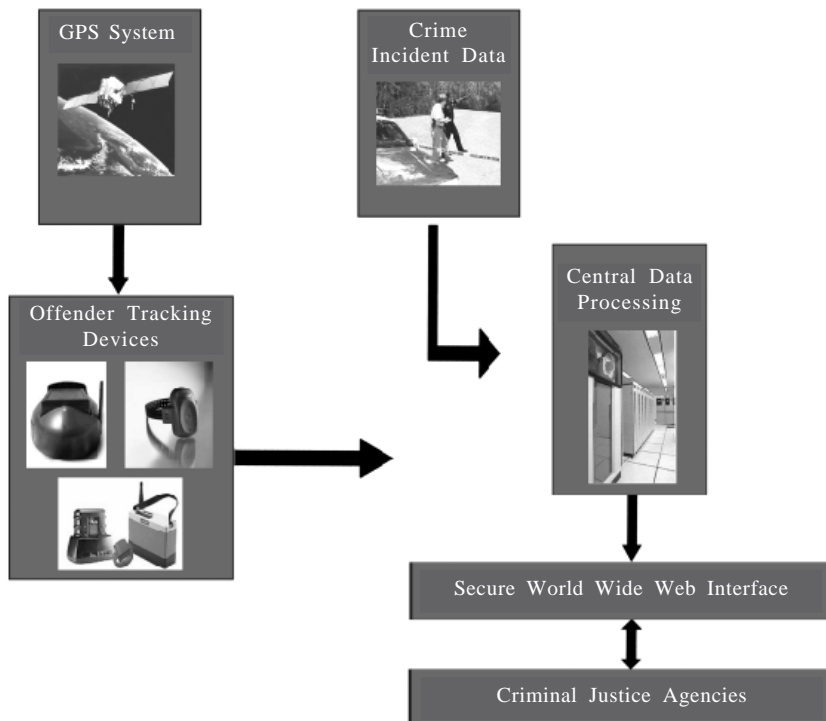 GPS System
Crime
Incident Data
Central Data
Processing
Offender Tracking
Devices
Secure World Wide Web Interface
Criminal Justice Agencies